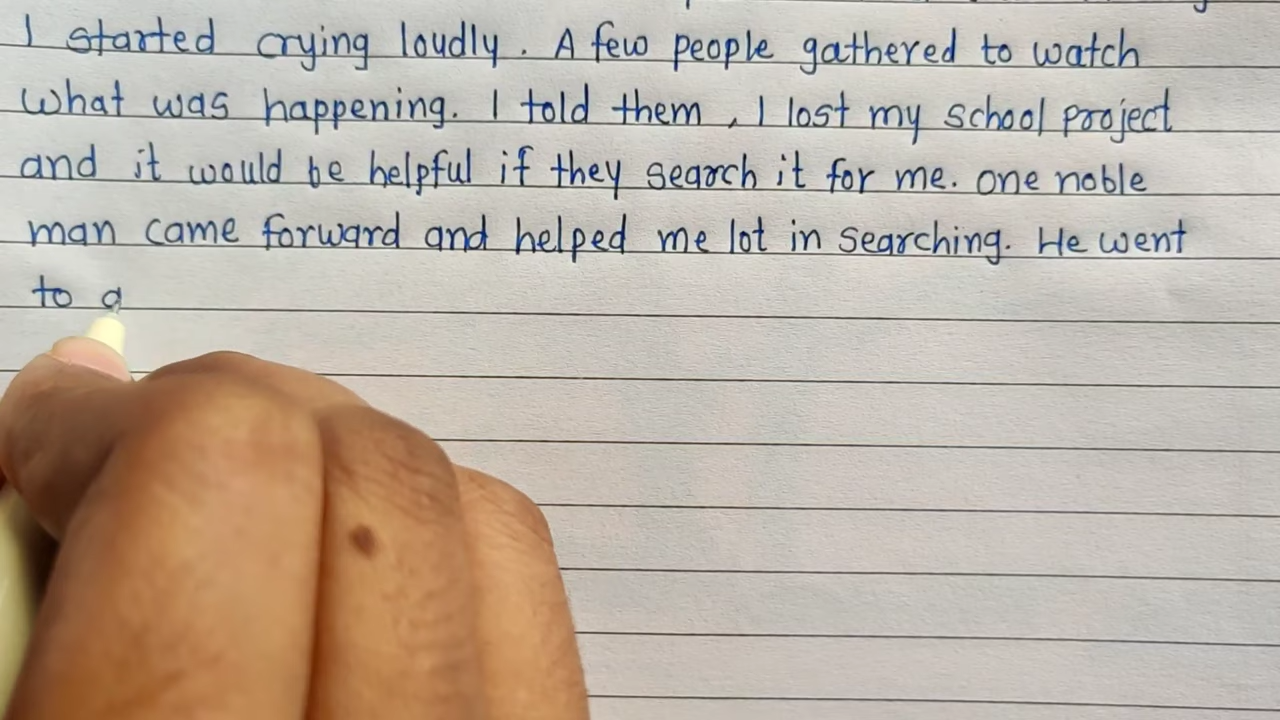 I started crying loudly. A few people gathered to watch
what was happening. I told them, I lost my school project
and it would be helpful if they search it for me. one noble
man came forward and helped me lot in searching. He went
to a